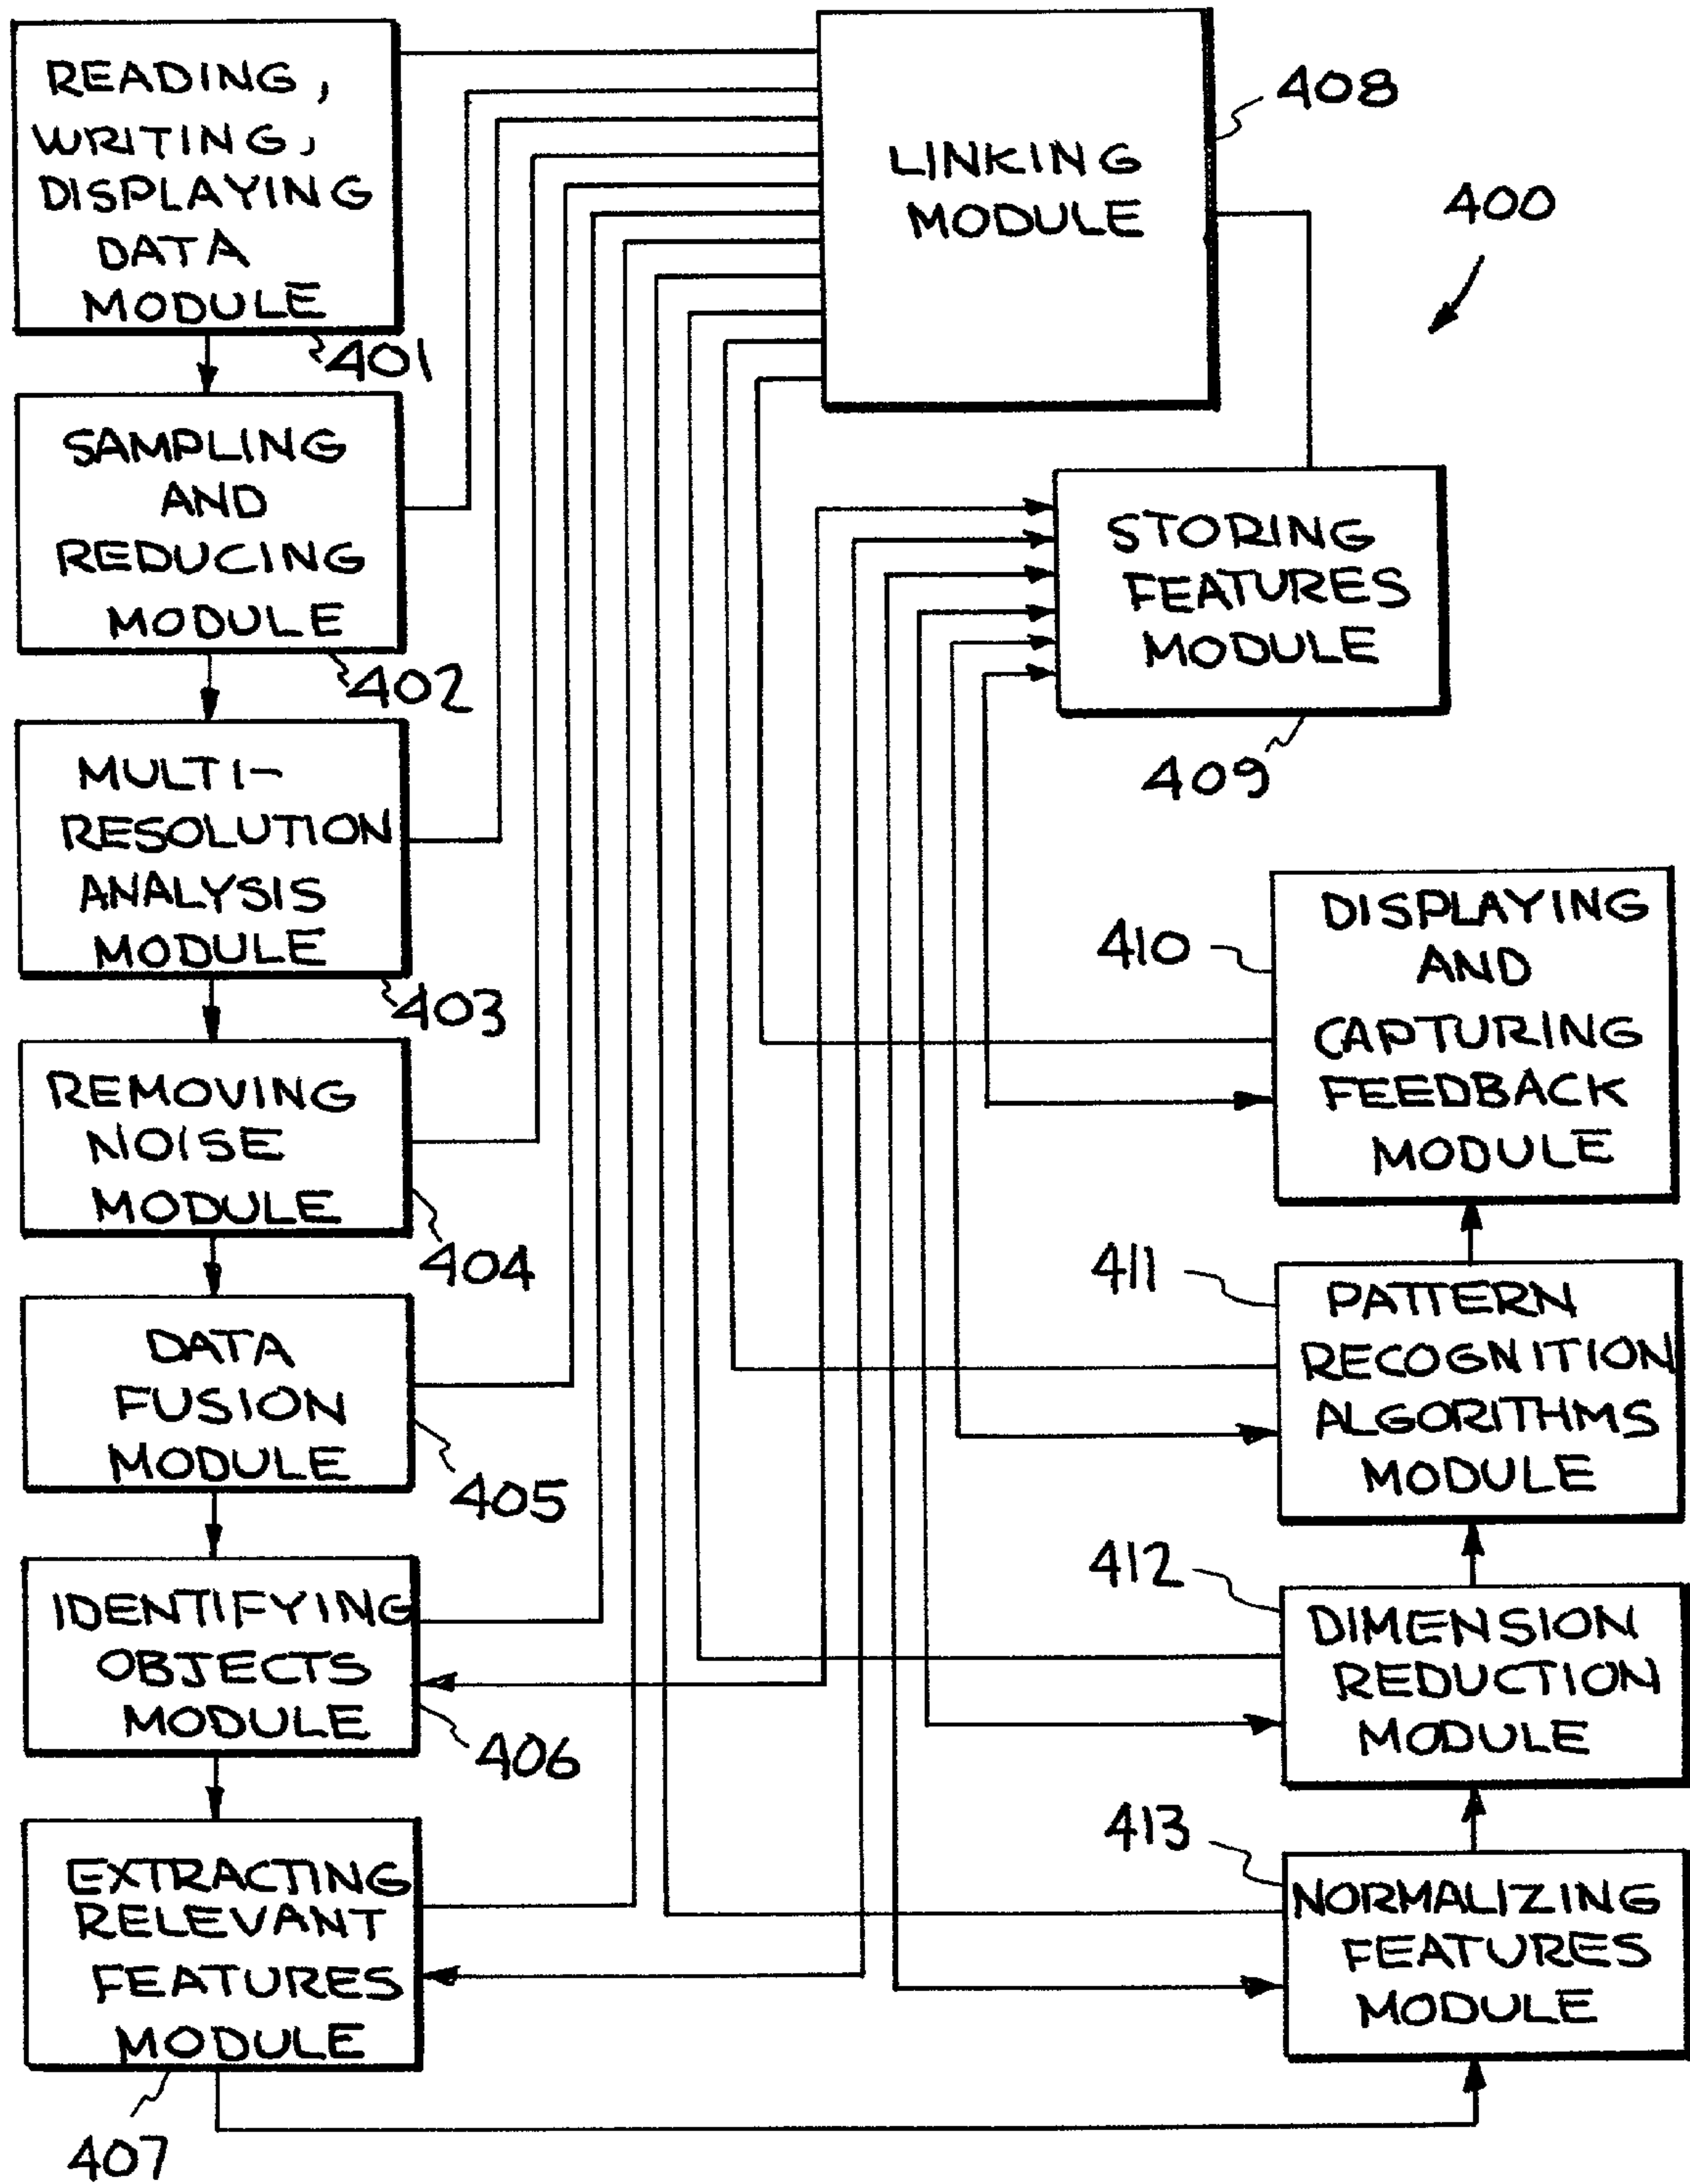 READING,
WRITING,
DISPLAYING
DATA
MODULE
401
SAMPLING
AND
REDUCING
MODULE
402
MULTI-
RESOLUTION
ANALYSIS
MODULE
403
REMOVING
NOISE
MODULE
404
DATA
FUSION
MODULE
405
IDENTIFYING
OBJECTS
MODULE
406
EXTRACTING
RELEVANT
FEATURES
MODULE
407
LINKING
MODULE
408
400
STORING
FEATURES
MODULE
409
410
DISPLAYING
AND
CAPTURING
FEEDBACK
MODULE
411
PATTERN
RECOGNITION
ALGORITHMS
MODULE
412
DIMENSION
REDUCTION
MODULE
413
NORMALIZING
FEATURES
MODULE